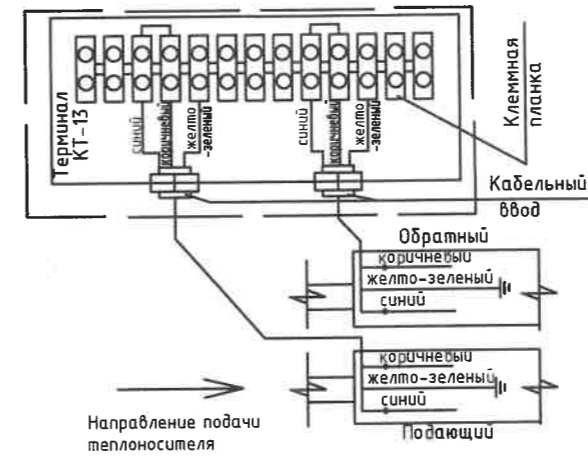 Терминал
КТ-13
синий
коричневый
желто
-зеленый
синий
коричневый
желто
-зеленый
Клеммная
планка
Кабельный
ввод
Обратный
коричневый
желто-зеленый
синий
коричневый
желто-зеленый
синий
Подающий
Направление подачи
теплоносителя